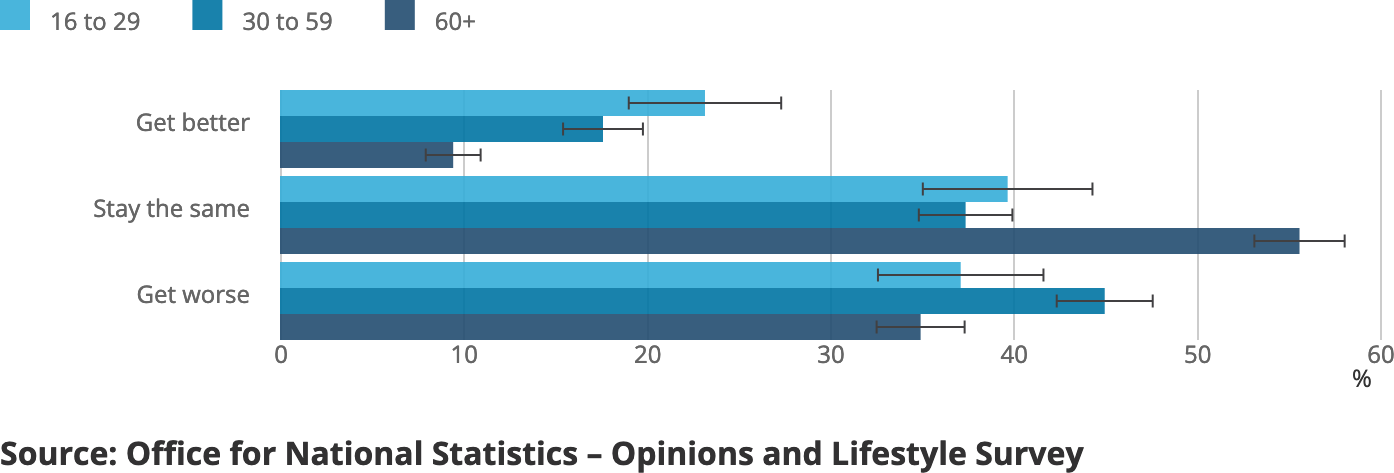 16 to 29 30 to 59 60+
Get better
Stay the same
Get worse
0 10 20 30 40 50 60
%
Source: Office for National Statistics – Opinions and Lifestyle Survey